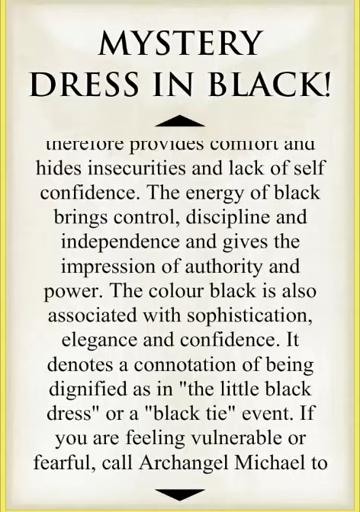 MYSTERY
DRESS IN BLACK!
therefore provides comfort and
hides insecurities and lack of self
confidence. The energy of black
brings control, discipline and
independence and gives the
impression of authority and
power. The colour black is also
associated with sophistication,
elegance and confidence. It
denotes a connotation of being
dignified as in "the little black
dress" or a "black tie" event. If
you are feeling vulnerable or
fearful, call Archangel Michael to